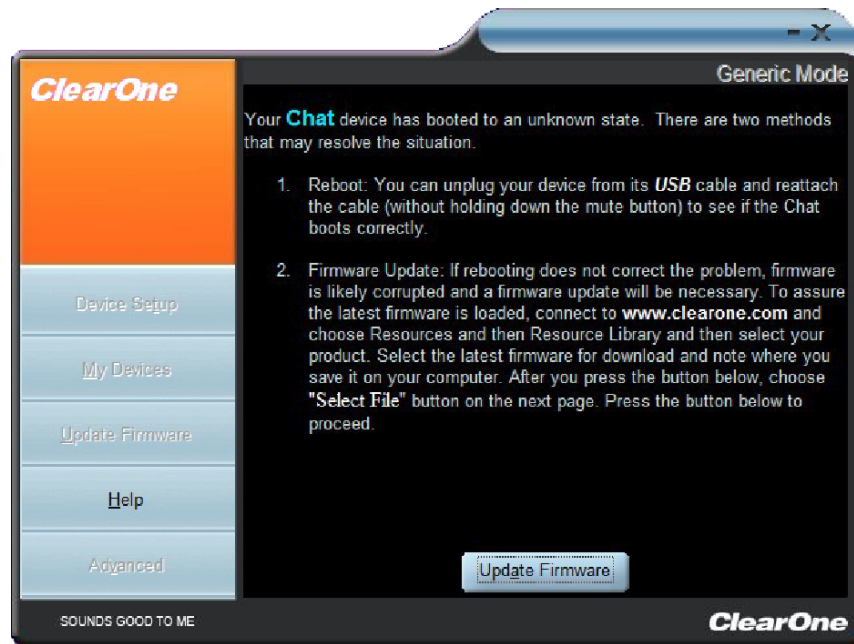 ClearOne
Generic Mode
Your Chat device has booted to an unknown state. There are two methods
that may resolve the situation.
1. Reboot: You can unplug your device from its USB cable and reattach
the cable (without holding down the mute button) to see if the Chat
boots correctly.
2. Firmware Update: If rebooting does not correct the problem, firmware
is likely corrupted and a firmware update will be necessary. To assure
the latest firmware is loaded, connect to www.clearone.com and
choose Resources and then Resource Library and then select your
product. Select the latest firmware for download and note where you
save it on your computer. After you press the button below, choose
"Select File" button on the next page. Press the button below to
proceed.
Device Setup
My Devices
Update Firmware
Help
Advanced
Update Firmware
SOUNDS GOOD TO ME
ClearOne